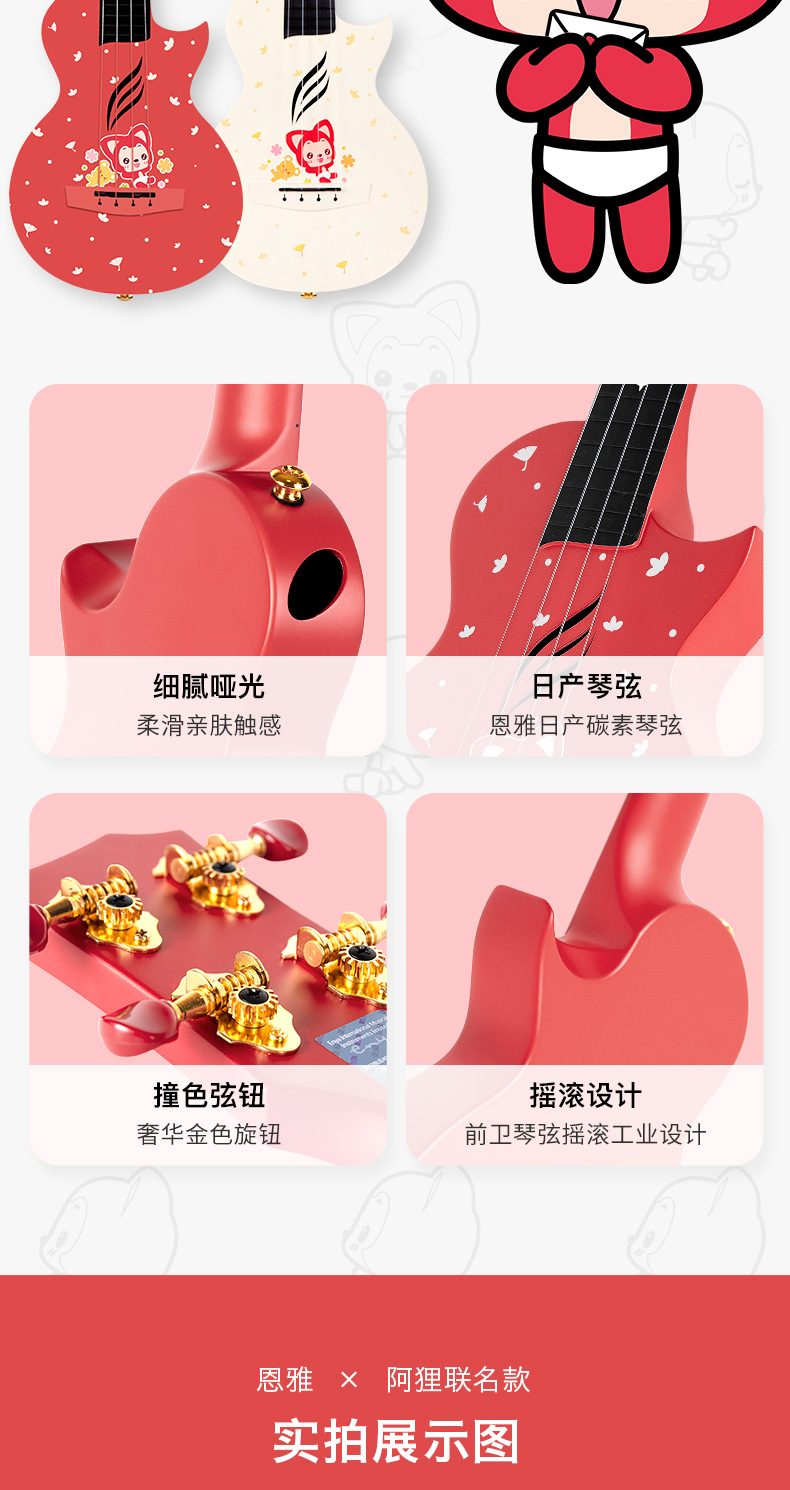 细腻哑光
柔滑亲肤触感
日产琴弦
恩雅日产碳素琴弦
Enya International Musical
撞色弦钮
奢华金色旋钮
摇滚设计
前卫琴弦摇滚工业设计
恩雅 × 阿狸联名款
实拍展示图